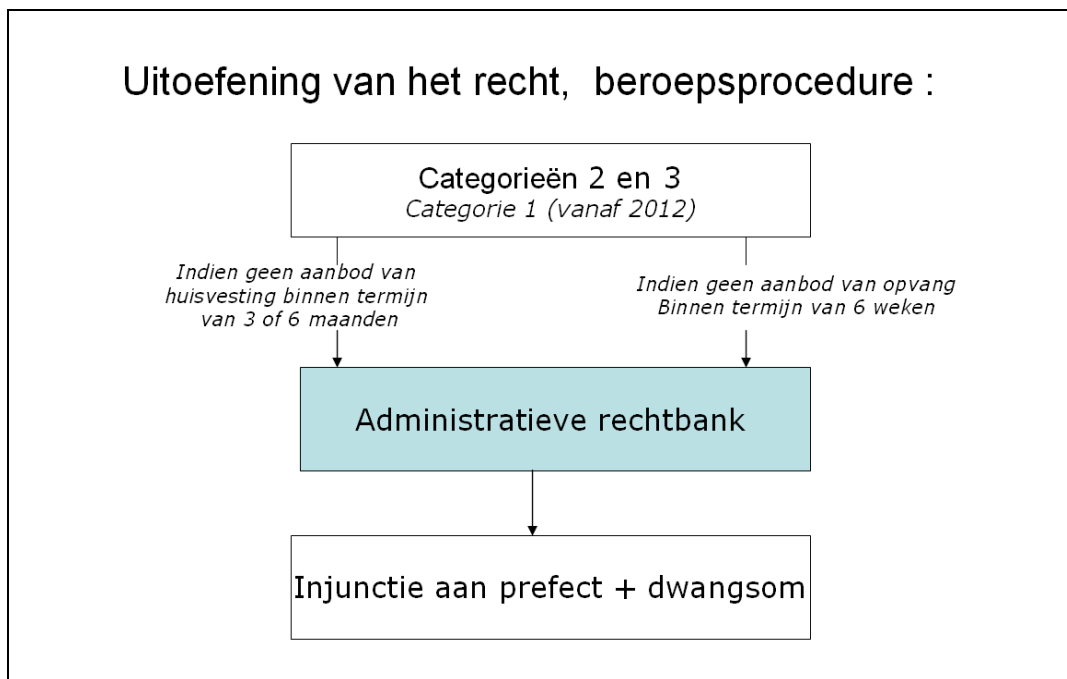 Uitoefening van het recht, beroepsprocedure :
Categorieën 2 en 3
Categorie 1 (vanaf 2012)
Indien geen aanbod van
huisvesting binnen termijn
van 3 of 6 maanden
Indien geen aanbod van opvang
Binnen termijn van 6 weken
Administratieve rechtbank
Injunctie aan prefect + dwangsom